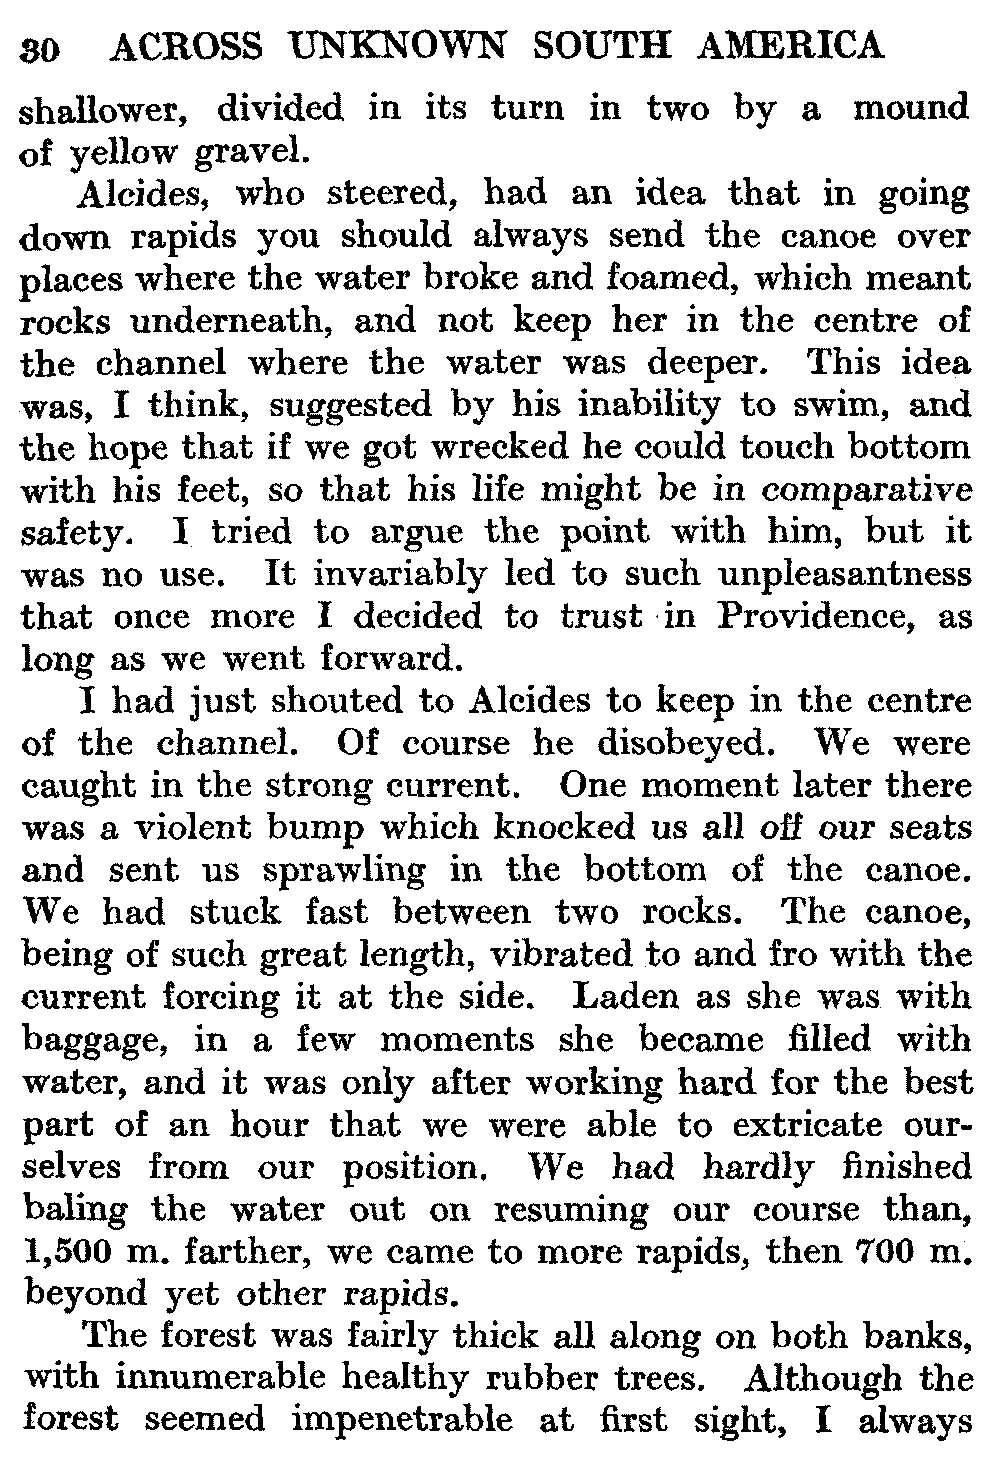 30 ACROSS UNKNOWN SOUTH AMERICA
shallower, divided in its turn in two by a mound
of yellow gravel.
Alcides, who steered, had an idea that in going
down rapids you should always send the canoe over
places where the water broke and foamed, which meant
rocks underneath, and not keep her in the centre of
the channel where the water was deeper. This idea
was, I think, suggested by his inability to swim, and
the hope that if we got wrecked he could touch bottom
with his feet, so that his life might be in comparative
safety. I tried to argue the point with him, but it
was no use. It invariably led to such unpleasantness
that once more I decided to trust in Providence, as
long as we went forward.
I had just shouted to Alcides to keep in the centre
of the channel. Of course he disobeyed. We were
caught in the strong current. One moment later there
was a violent bump which knocked us all off our seats
and sent us sprawling in the bottom of the canoe.
We had stuck fast between two rocks. The canoe,
being of such great length, vibrated to and fro with the
current forcing it at the side. Laden as she was with
baggage, in a few moments she became filled with
water, and it was only after working hard for the best
part of an hour that we were able to extricate our-
selves from our position. We had hardly finished
baling the water out on resuming our course than,
1,500 m. farther, we came to more rapids, then 700 m.
beyond yet other rapids.
The forest was fairly thick all along on both banks,
with innumerable healthy rubber trees. Although the
forest seemed impenetrable at first sight, I always